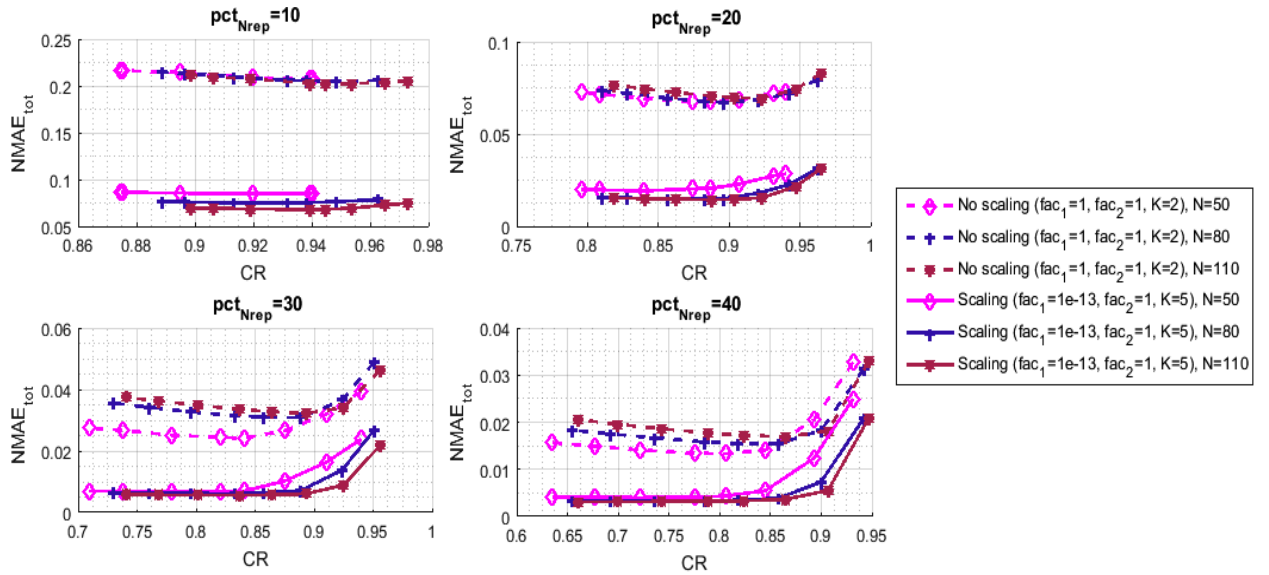 pct_Nrep=10
NMAE_tot
0.25
0.2
0.15
0.1
0.05
0.86 0.88 0.9 0.92 0.94 0.96 0.98
CR
pct_Nrep=20
NMAE_tot
0.1
0.05
0
0.75 0.8 0.85 0.9 0.95 1
CR
pct_Nrep=30
NMAE_tot
0.06
0.04
0.02
0
0.7 0.75 0.8 0.85 0.9 0.95 1
CR
pct_Nrep=40
NMAE_tot
0.04
0.03
0.02
0.01
0
0.6 0.65 0.7 0.75 0.8 0.85 0.9 0.95
CR
No scaling (fac_1=1, fac_2=1, K=2), N=50
No scaling (fac_1=1, fac_2=1, K=2), N=80
No scaling (fac_1=1, fac_2=1, K=2), N=110
Scaling (fac_1=1e-13, fac_2=1, K=5), N=50
Scaling (fac_1=1e-13, fac_2=1, K=5), N=80
Scaling (fac_1=1e-13, fac_2=1, K=5), N=110